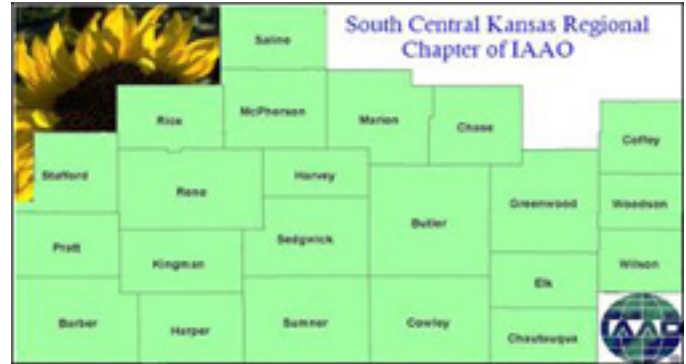 South Central Kansas Regional
Chapter of IAAO
Saline
Rice
McPherson
Marion
Chase
Coffey
Stafford
Reno
Harvey
Greenwood
Woodson
Butler
Pratt
Kingman
Sedgwick
Elk
Wilson
Barber
Harper
Sumner
Cowley
Chautauqua
IAAO